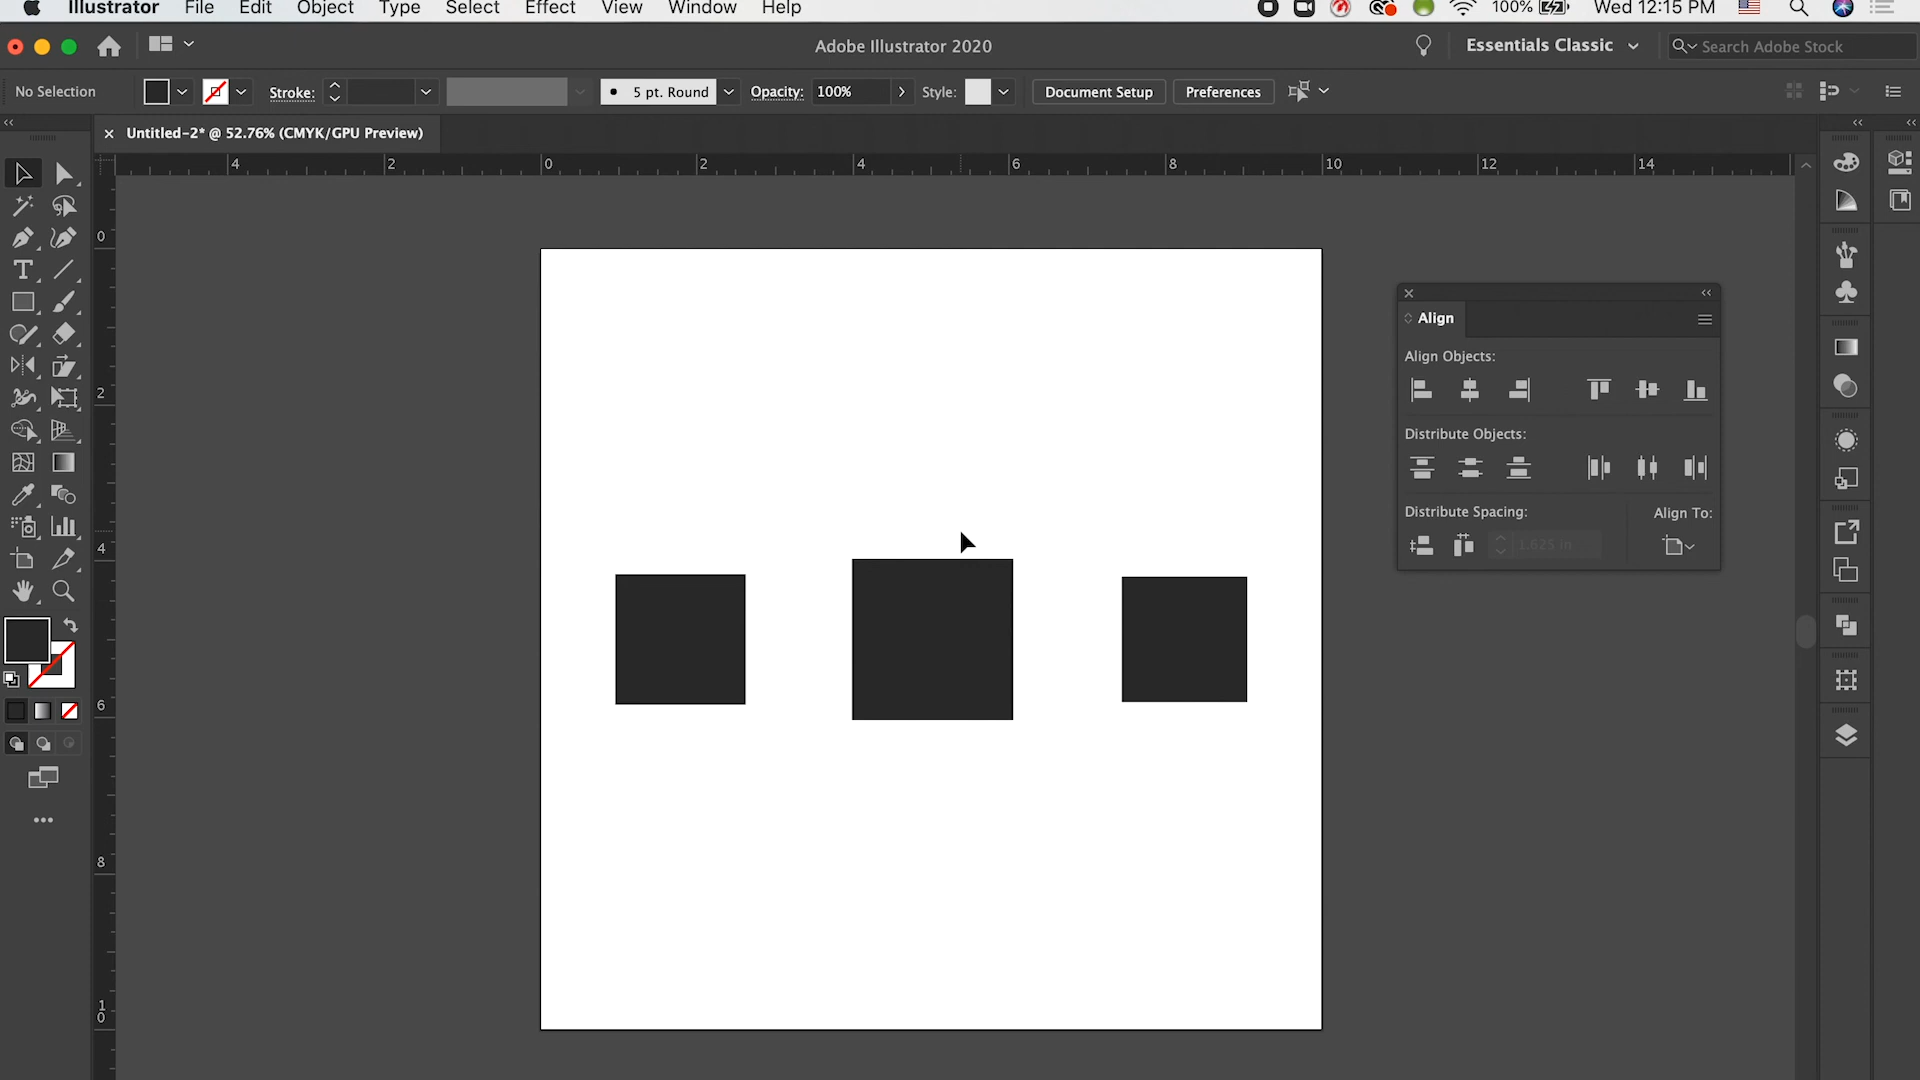 Illustrator File Edit Object Type Select Effect View Window Help 100% Wed 12:15 PM
Adobe Illustrator 2020
Essentials Classic
Search Adobe Stock
No Selection Stroke: 5 pt. Round Opacity: 100% Style: Document Setup Preferences
Untitled-2* @ 52.76% (CMYK/GPU Preview)
4 2 0 2 4 6 8 10 12 14
0
2
4
6
8
10
Align
Align Objects:
Distribute Objects:
Distribute Spacing: Align To:
1.625 in